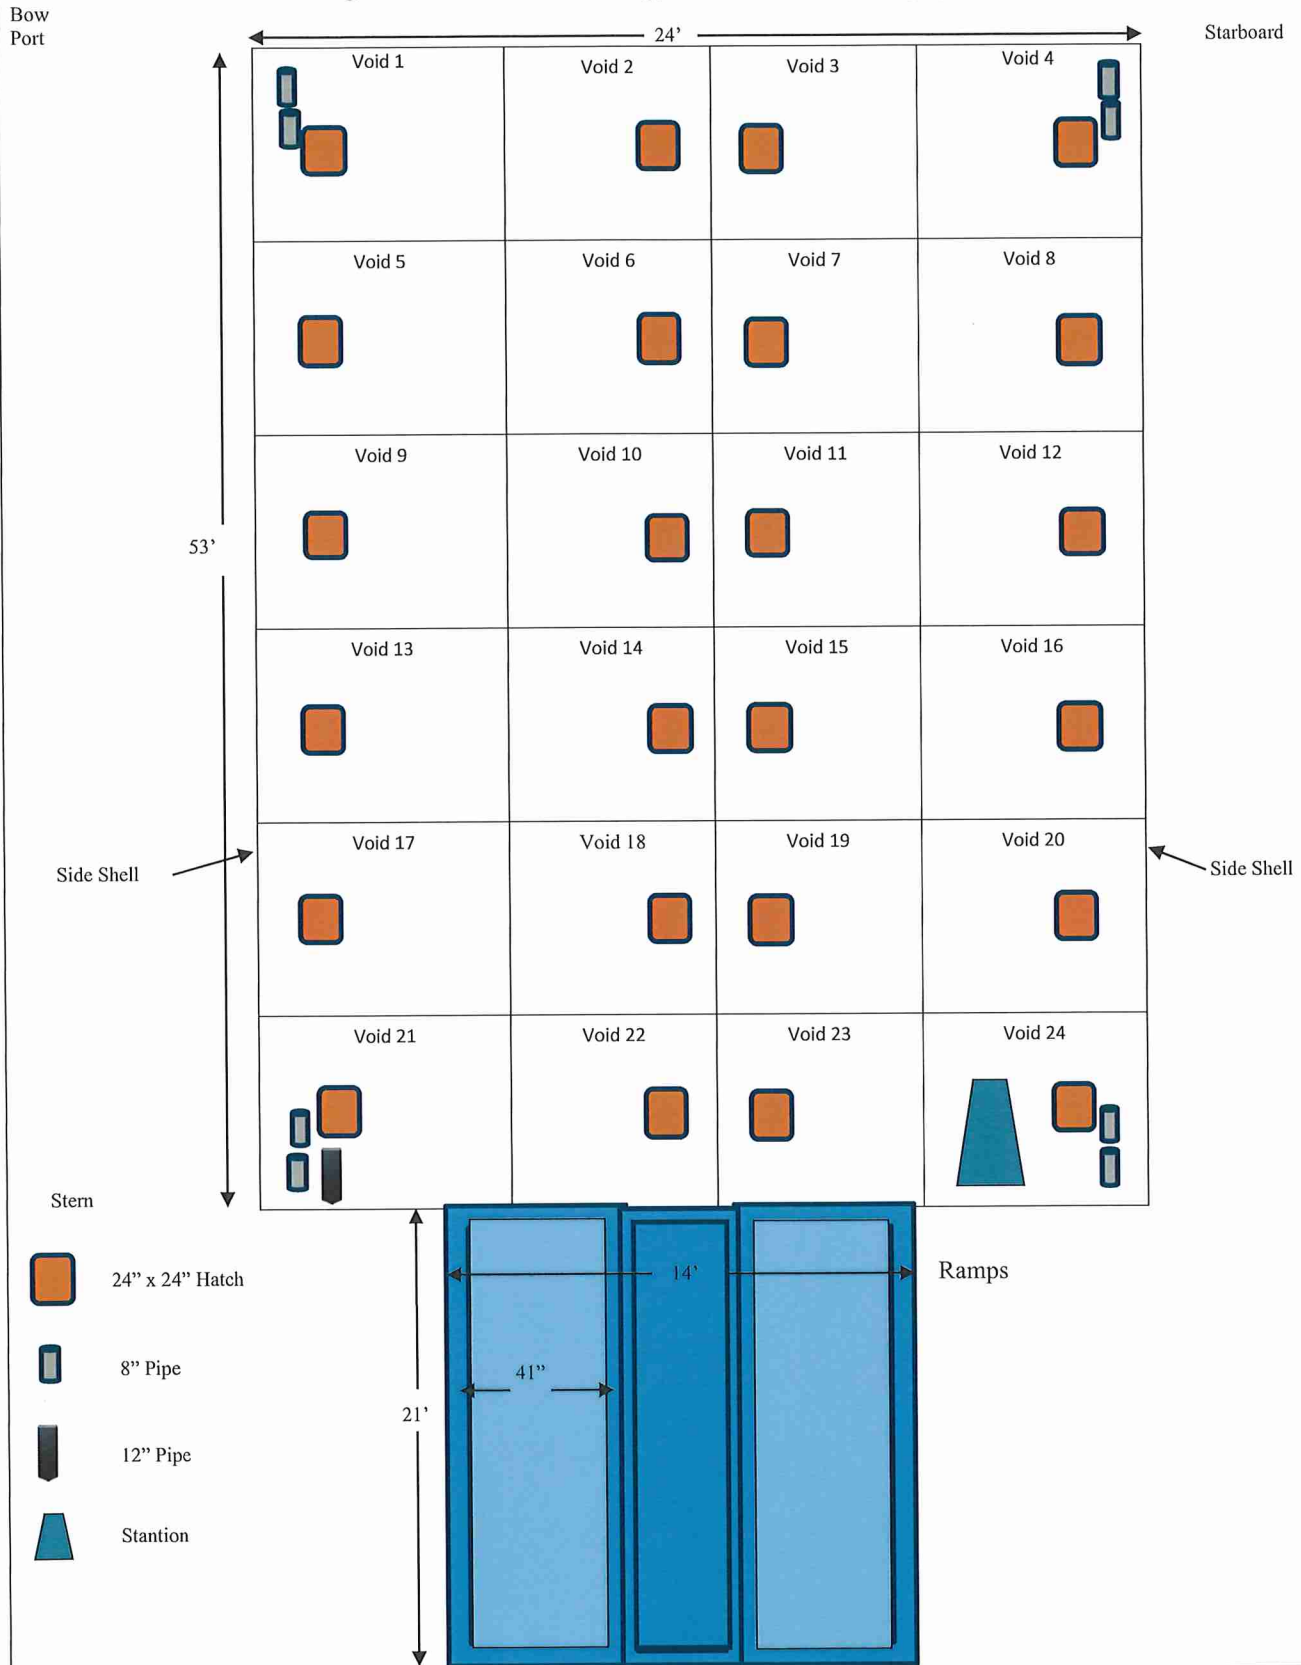 Bow
Port
24’
Starboard
Void 1
Void 2
Void 3
Void 4
Void 5
Void 6
Void 7
Void 8
Void 9
Void 10
Void 11
Void 12
53’
Void 13
Void 14
Void 15
Void 16
Void 17
Void 18
Void 19
Void 20
Side Shell
Side Shell
Void 21
Void 22
Void 23
Void 24
Stern
24” x 24” Hatch
14’
Ramps
8” Pipe
41”
21’
12” Pipe
Stantion